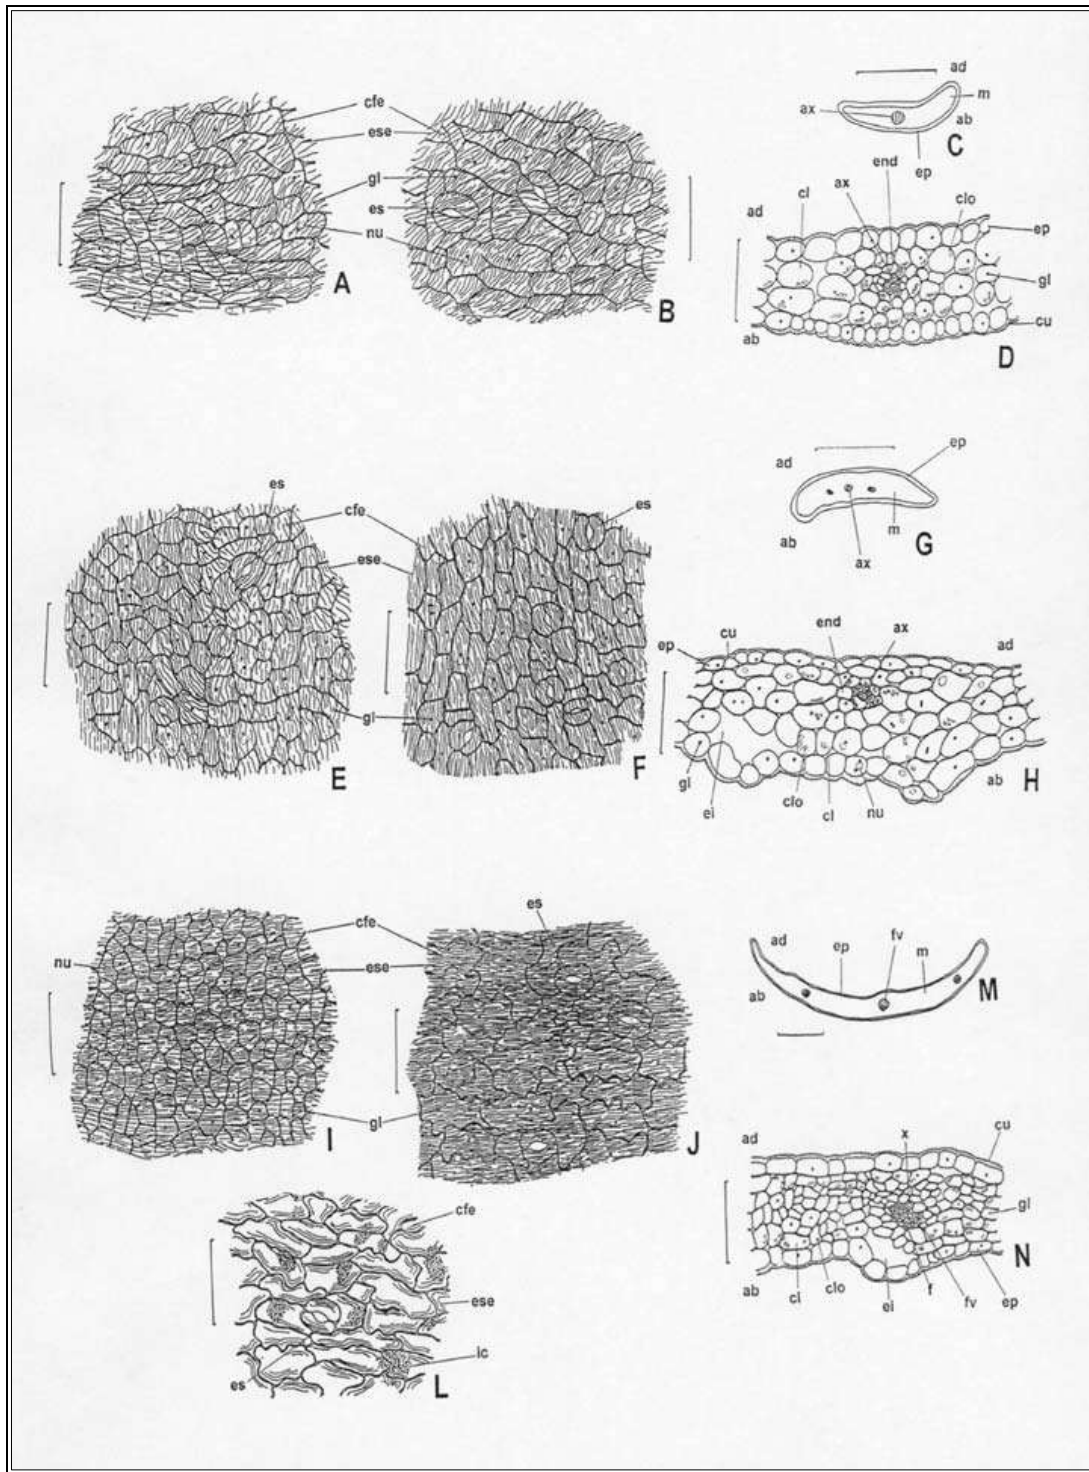 ad
cfe
m
ax
ese
ab
C
ep
end
gl
ax
cl
clo
es
ad
ep
nu
gl
A
B
ab
cu
D
ep
ad
es
es
cfe
m
ab
G
ese
ax
end
ax
cu
ep
ad
gl
ab
E
F
H
gl
ei
clo
cl
nu
es
fv
cfe
ad
ep
m
nu
ese
M
ab
x
cu
gl
ad
I
J
gl
cfe
N
ab
cl
clo
ei
f
fv
ep
ese
ic
es
L